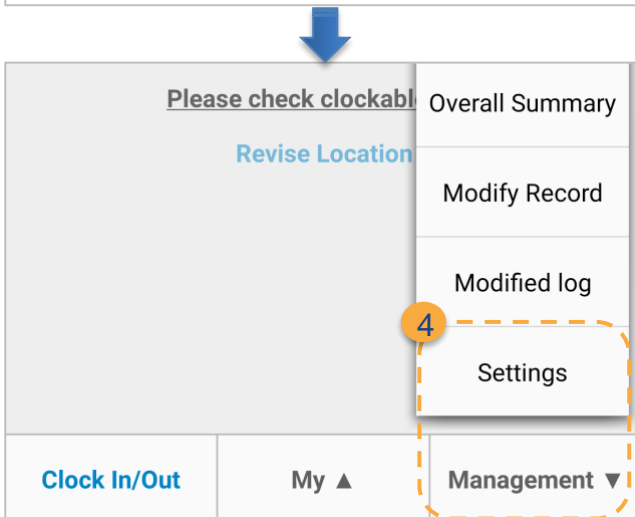 Please check clockabl
Overall Summary
Revise Location
Modify Record
Modified log
4
Settings
Clock In/Out
My ▲
Management ▼